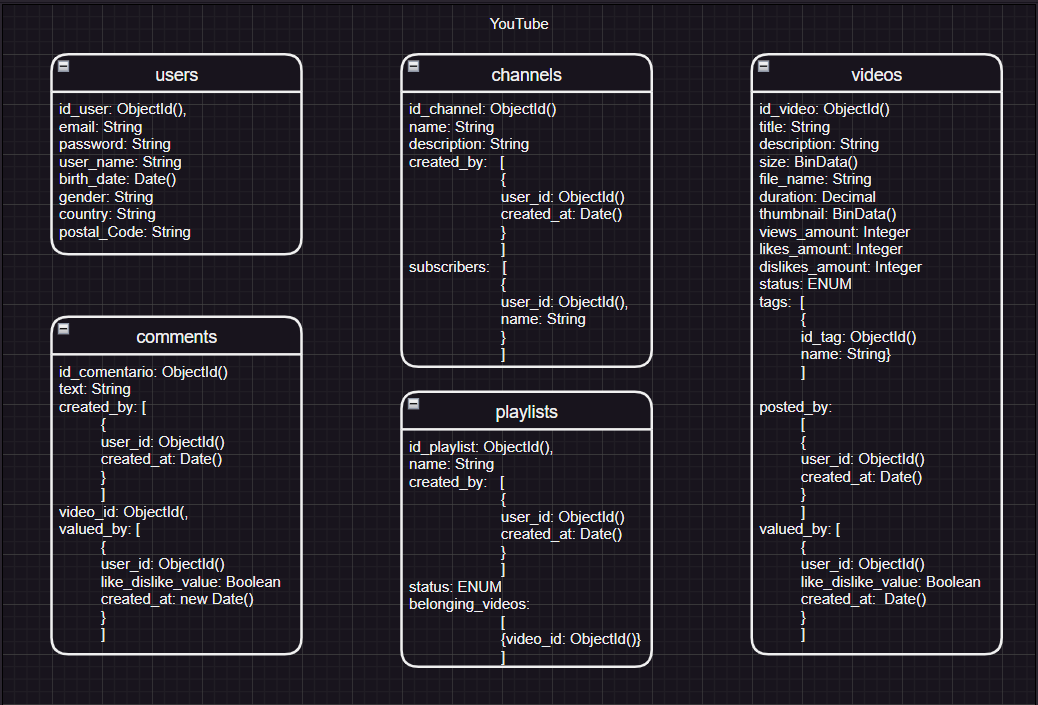 YouTube
users
id_user: ObjectId(),
email: String
password: String
user_name: String
birth_date: Date()
gender: String
country: String
postal_Code: String
comments
id_comentario: ObjectId()
text: String
created_by: [
{
user_id: ObjectId()
created_at: Date()
}
]
video_id: ObjectId(,
valued_by: [
{
user_id: ObjectId()
like_dislike_value: Boolean
created_at: new Date()
}
]
channels
id_channel: ObjectId()
name: String
description: String
created_by: [
{
user_id: ObjectId()
created_at: Date()
}
]
subscribers: [
{
user_id: ObjectId(),
name: String
}
]
playlists
id_playlist: ObjectId(),
name: String
created_by: [
{
user_id: ObjectId()
created_at: Date()
}
]
status: ENUM
belonging_videos:
[
{video_id: ObjectId()}
]
videos
id_video: ObjectId()
title: String
description: String
size: BinData()
file_name: String
duration: Decimal
thumbnail: BinData()
views_amount: Integer
likes_amount: Integer
dislikes_amount: Integer
status: ENUM
tags: [
{
id_tag: ObjectId()
name: String}
]
posted_by:
[
{
user_id: ObjectId()
created_at: Date()
}
]
valued_by: [
{
user_id: ObjectId()
like_dislike_value: Boolean
created_at: Date()
}
]